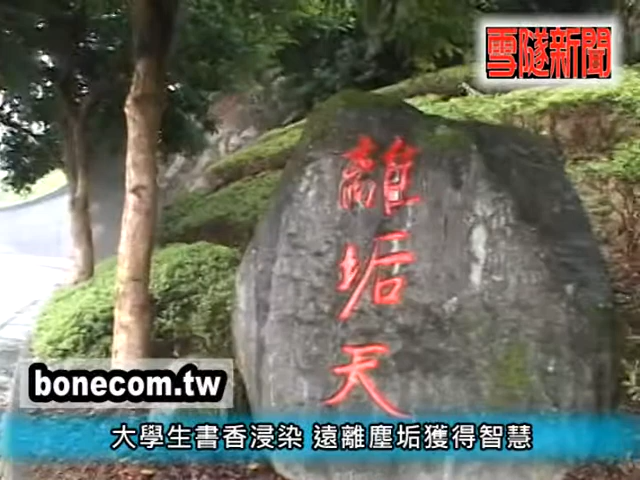 雪隧新聞
離
垢
天
bonecom.tw
大學生書香浸染 遠離塵垢獲得智慧